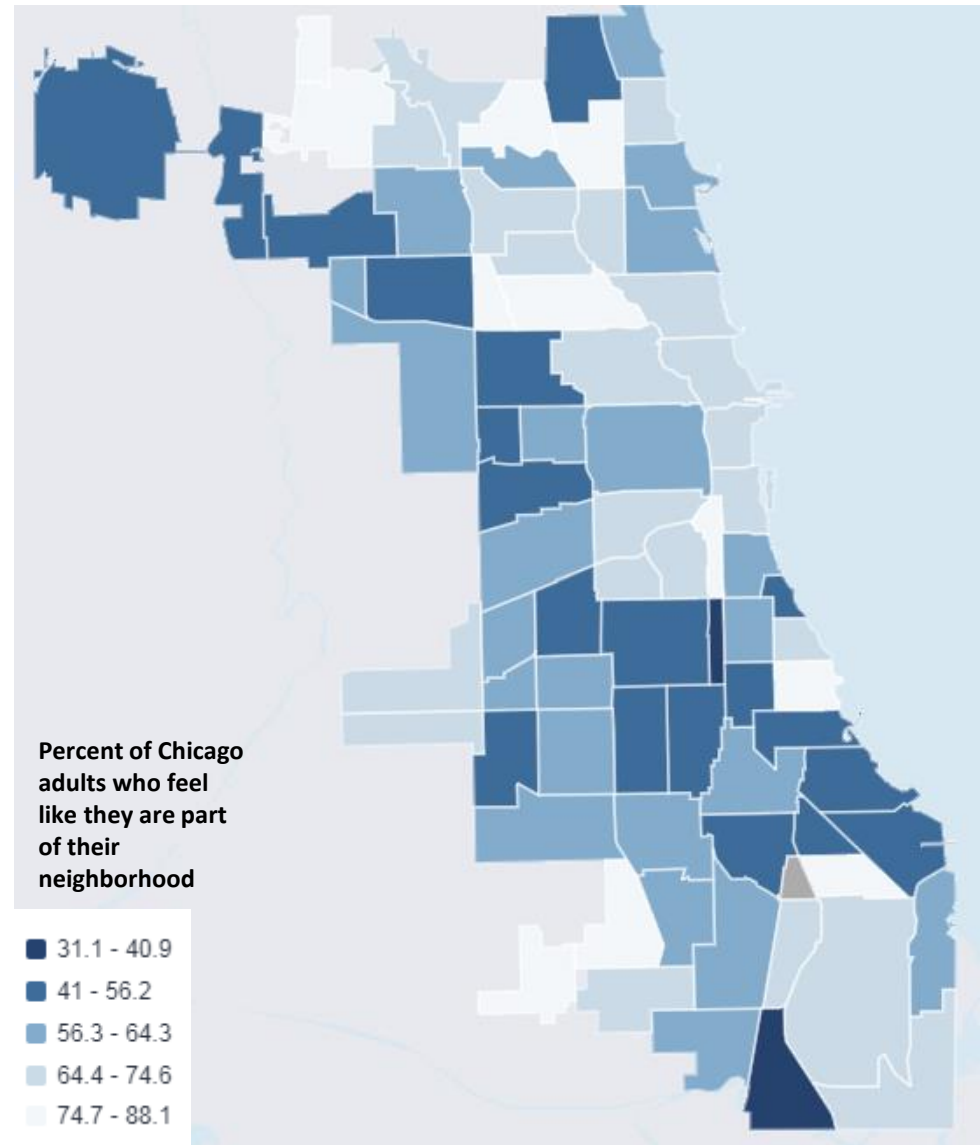 Percent of Chicago
adults who feel
like they are part
of their
neighborhood
31.1 - 40.9
41 - 56.2
56.3 - 64.3
64.4 - 74.6
74.7 - 88.1